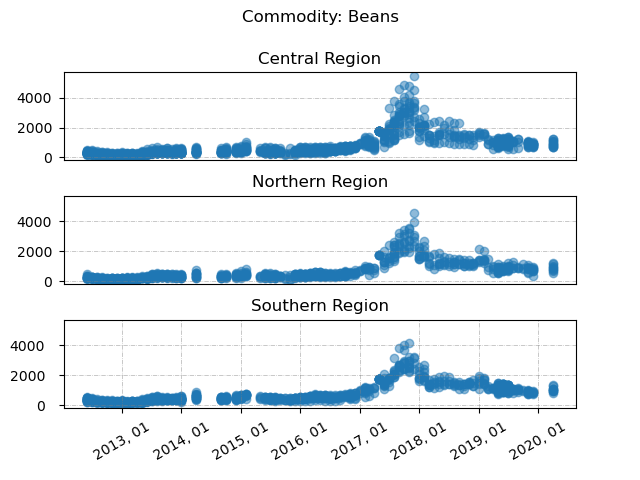 Commodity: Beans
Central Region
4000
2000
0
Northern Region
4000
2000
0
Southern Region
4000
2000
0
2013, 01 2014, 01 2015, 01 2016, 01 2017, 01 2018, 01 2019, 01 2020, 01